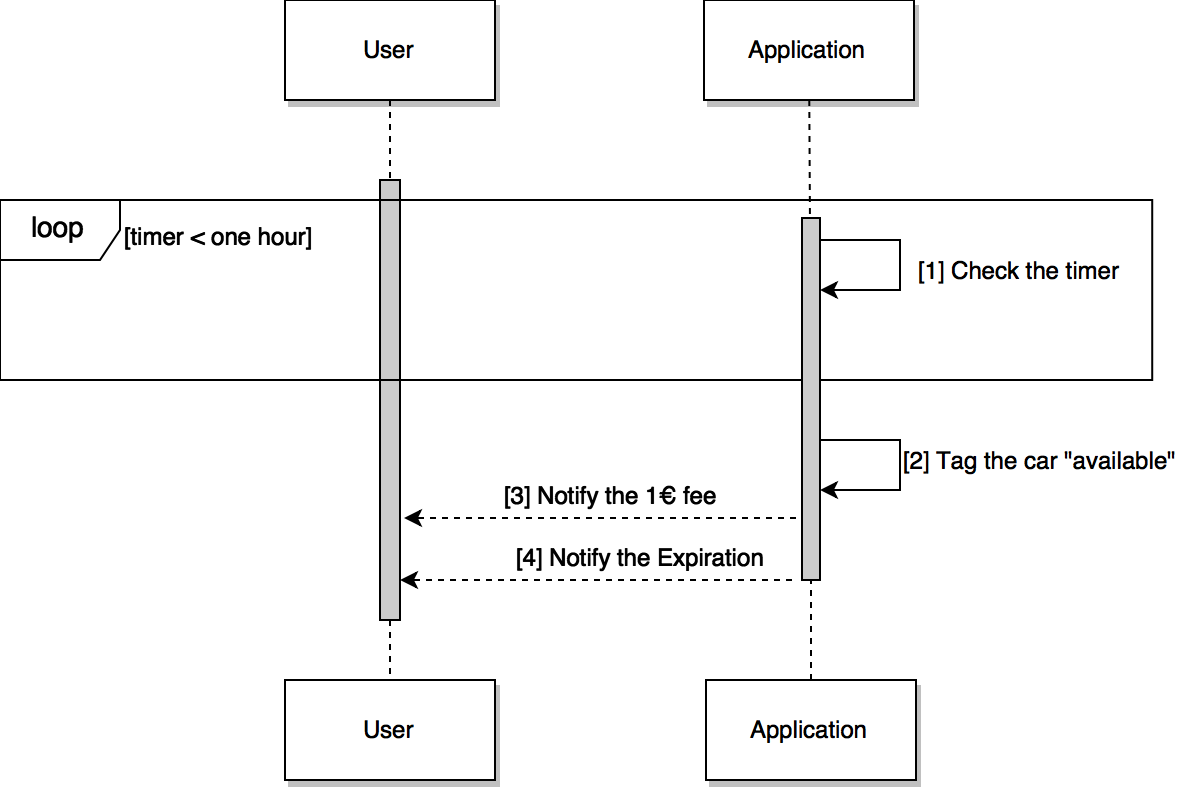 User
Application
loop
[timer < one hour]
[1] Check the timer
[2] Tag the car "available"
[3] Notify the 1€ fee
[4] Notify the Expiration
User
Application